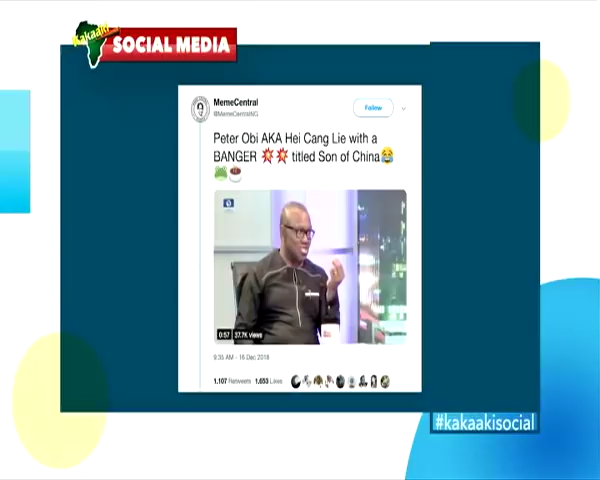 Kakaaki
SOCIAL MEDIA
MemeCentral
@MemeCentralNG
Follow
Peter Obi AKA Hei Cang Lie with a
BANGER 💥💥 titled Son of China😂
🐸☕
0:57 37.7K views
9:35 AM - 16 Dec 2018
1,107 Retweets 1,653 Likes
#kakaakisocial